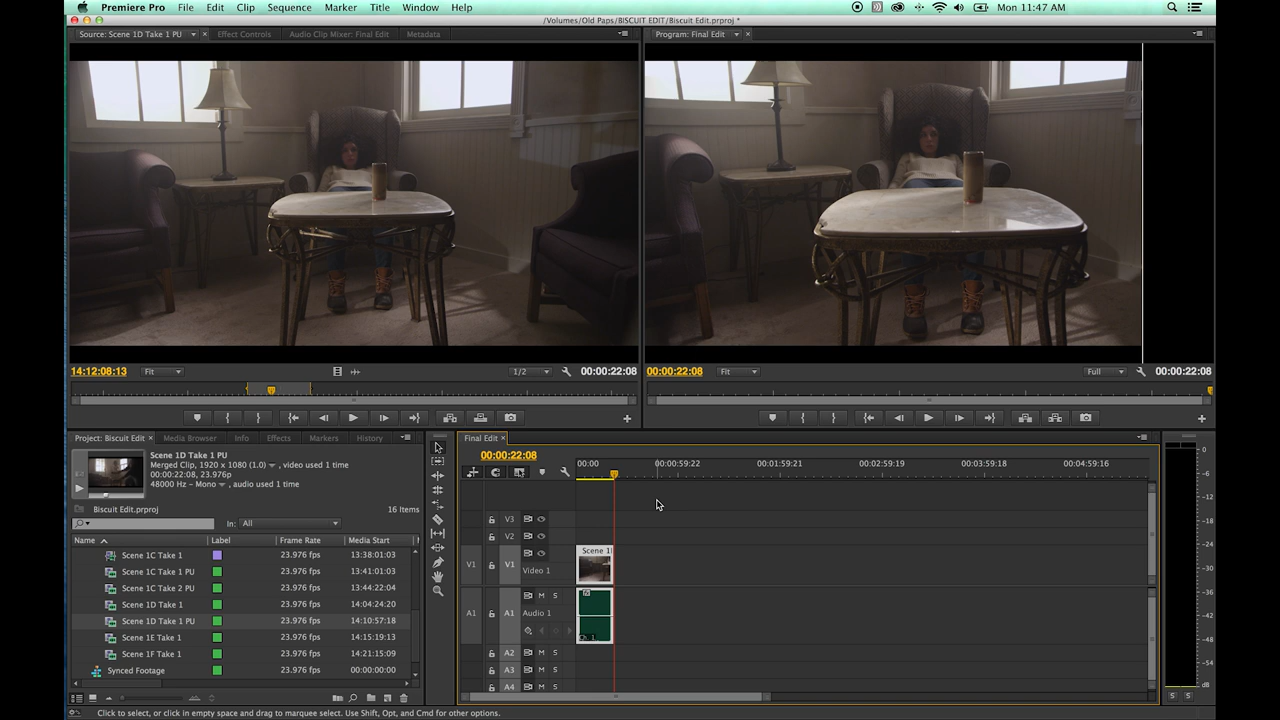 Premiere Pro File Edit Clip Sequence Marker Title Window Help Mon 11:47 AM
/Volumes/Old Paps/BISCUIT EDIT/Biscuit Edit.prproj *
Source: Scene 1D Take 1 PU Effect Controls Audio Clip Mixer: Final Edit Metadata
Program: Final Edit
14:12:08:13 Fit 1/2 00:00:22:08
00:00:22:08 Fit Full 00:00:22:08
Project: Biscuit Edit Media Browser Info Effects Markers History
Scene 1D Take 1 PU
Merged Clip, 1920 x 1080 (1.0) , video used 1 time
00:00:22:08, 23.976p
48000 Hz - Mono , audio used 1 time
Biscuit Edit.prproj 16 Items
In: All
Name Label Frame Rate Media Start
Scene 1C Take 1 23.976 fps 13:38:01:03
Scene 1C Take 1 PU 23.976 fps 13:41:01:03
Scene 1C Take 2 PU 23.976 fps 13:44:22:04
Scene 1D Take 1 23.976 fps 14:04:24:20
Scene 1D Take 1 PU 23.976 fps 14:10:57:18
Scene 1E Take 1 23.976 fps 14:15:19:13
Scene 1F Take 1 23.976 fps 14:21:15:09
Synced Footage 23.976 fps 00:00:00:00
Final Edit
00:00:22:08
00:00 00:00:59:22 00:01:59:21 00:02:59:19 00:03:59:18 00:04:59:16
V3
V2
V1 V1 Video 1
Scene 1
A1 A1 M S
Audio 1
A2 M S
A3 M S
A4 M S
0
-6
-12
-18
-24
-30
-36
-42
-48
-54
dB
S S
Click to select, or click in empty space and drag to marquee select. Use Shift, Opt, and Cmd for other options.